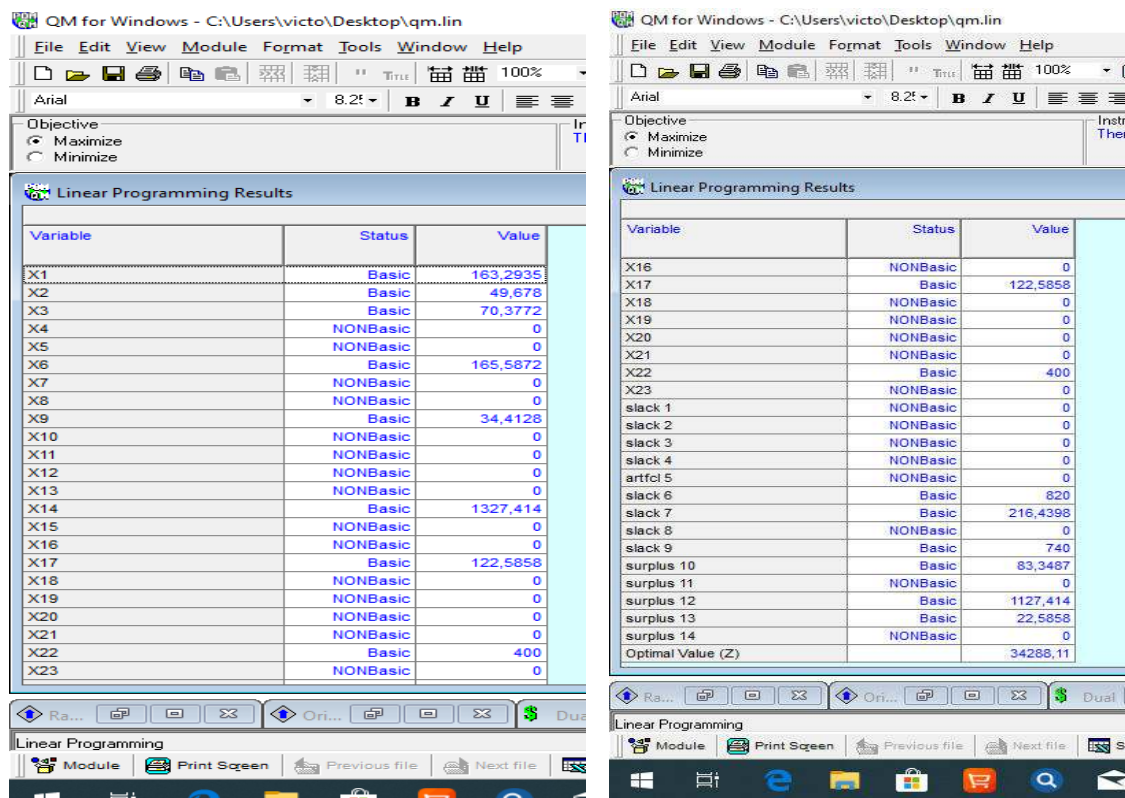 QM for Windows - C:\Users\victo\Desktop\qm.lin
File Edit View Module Format Tools Window Help
TITLE 100%
Arial 8.2 B I U
Objective
Maximize
Minimize
Linear Programming Results
Variable Status Value
X1 Basic 163,2935
X2 Basic 49,678
X3 Basic 70,3772
X4 NONBasic 0
X5 NONBasic 0
X6 Basic 165,5872
X7 NONBasic 0
X8 NONBasic 0
X9 Basic 34,4128
X10 NONBasic 0
X11 NONBasic 0
X12 NONBasic 0
X13 NONBasic 0
X14 Basic 1327,414
X15 NONBasic 0
X16 NONBasic 0
X17 Basic 122,5858
X18 NONBasic 0
X19 NONBasic 0
X20 NONBasic 0
X21 NONBasic 0
X22 Basic 400
X23 NONBasic 0
Ra... Ori... $ Dua
Linear Programming
Module Print Screen Previous file Next file
QM for Windows - C:\Users\victo\Desktop\qm.lin
File Edit View Module Format Tools Window Help
TITLE 100%
Arial 8.2 B I U
Objective Instr
Maximize Ther
Minimize
Linear Programming Results
Variable Status Value
X16 NONBasic 0
X17 Basic 122,5858
X18 NONBasic 0
X19 NONBasic 0
X20 NONBasic 0
X21 NONBasic 0
X22 Basic 400
X23 NONBasic 0
slack 1 NONBasic 0
slack 2 NONBasic 0
slack 3 NONBasic 0
slack 4 NONBasic 0
artfcl 5 NONBasic 0
slack 6 Basic 820
slack 7 Basic 216,4398
slack 8 NONBasic 0
slack 9 Basic 740
surplus 10 Basic 83,3487
surplus 11 NONBasic 0
surplus 12 Basic 1127,414
surplus 13 Basic 22,5858
surplus 14 NONBasic 0
Optimal Value (Z) 34288,11
Ra... Ori... $ Dual
Linear Programming
Module Print Screen Previous file Next file S